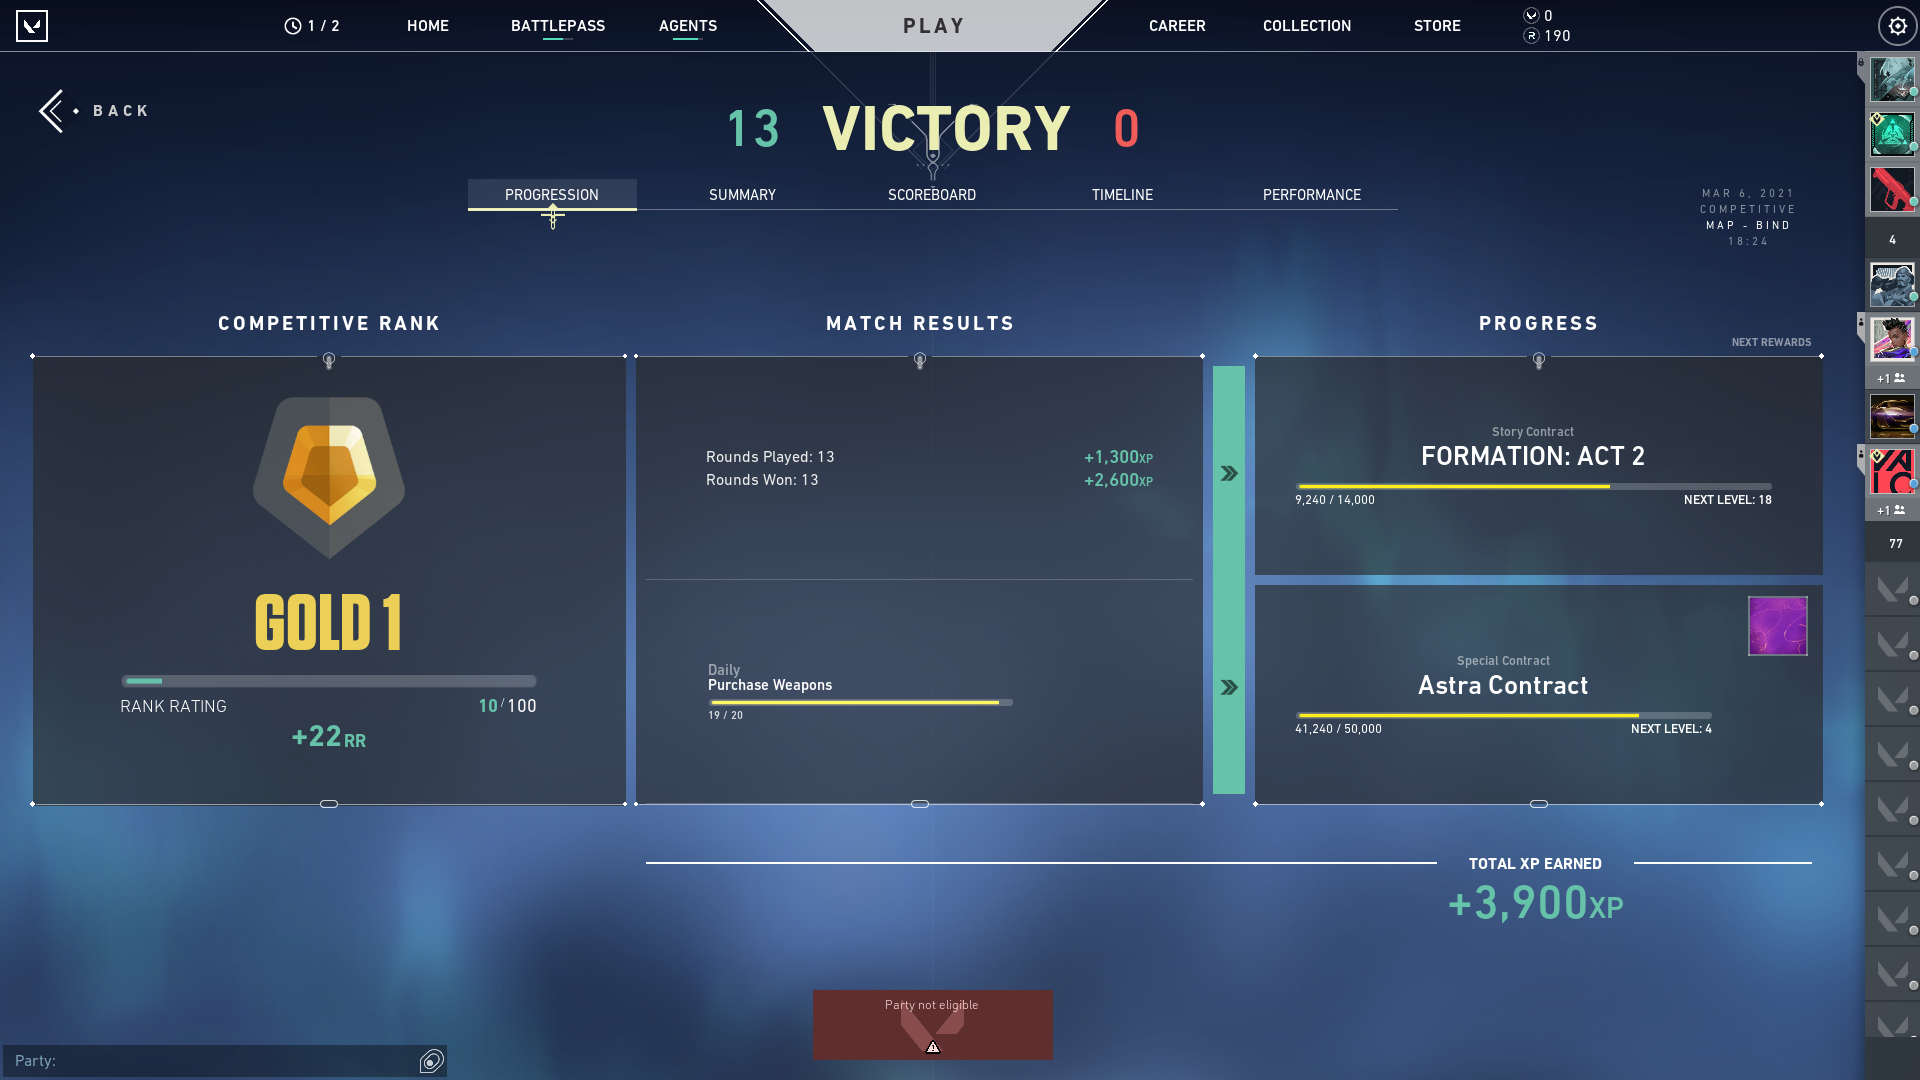 1 / 2
HOME
BATTLEPASS
AGENTS
PLAY
CAREER
COLLECTION
STORE
0
190
BACK
13 VICTORY 0
PROGRESSION
SUMMARY
SCOREBOARD
TIMELINE
PERFORMANCE
MAR 6, 2021
COMPETITIVE
MAP - BIND
18:24
COMPETITIVE RANK
GOLD 1
RANK RATING 10/100
+22RR
MATCH RESULTS
Rounds Played: 13 +1,300XP
Rounds Won: 13 +2,600XP
Daily
Purchase Weapons
19 / 20
PROGRESS
NEXT REWARDS
Story Contract
FORMATION: ACT 2
9,240 / 14,000 NEXT LEVEL: 18
Special Contract
Astra Contract
41,240 / 50,000 NEXT LEVEL: 4
TOTAL XP EARNED
+3,900XP
Party not eligible
Party:
4
+1
+1
77